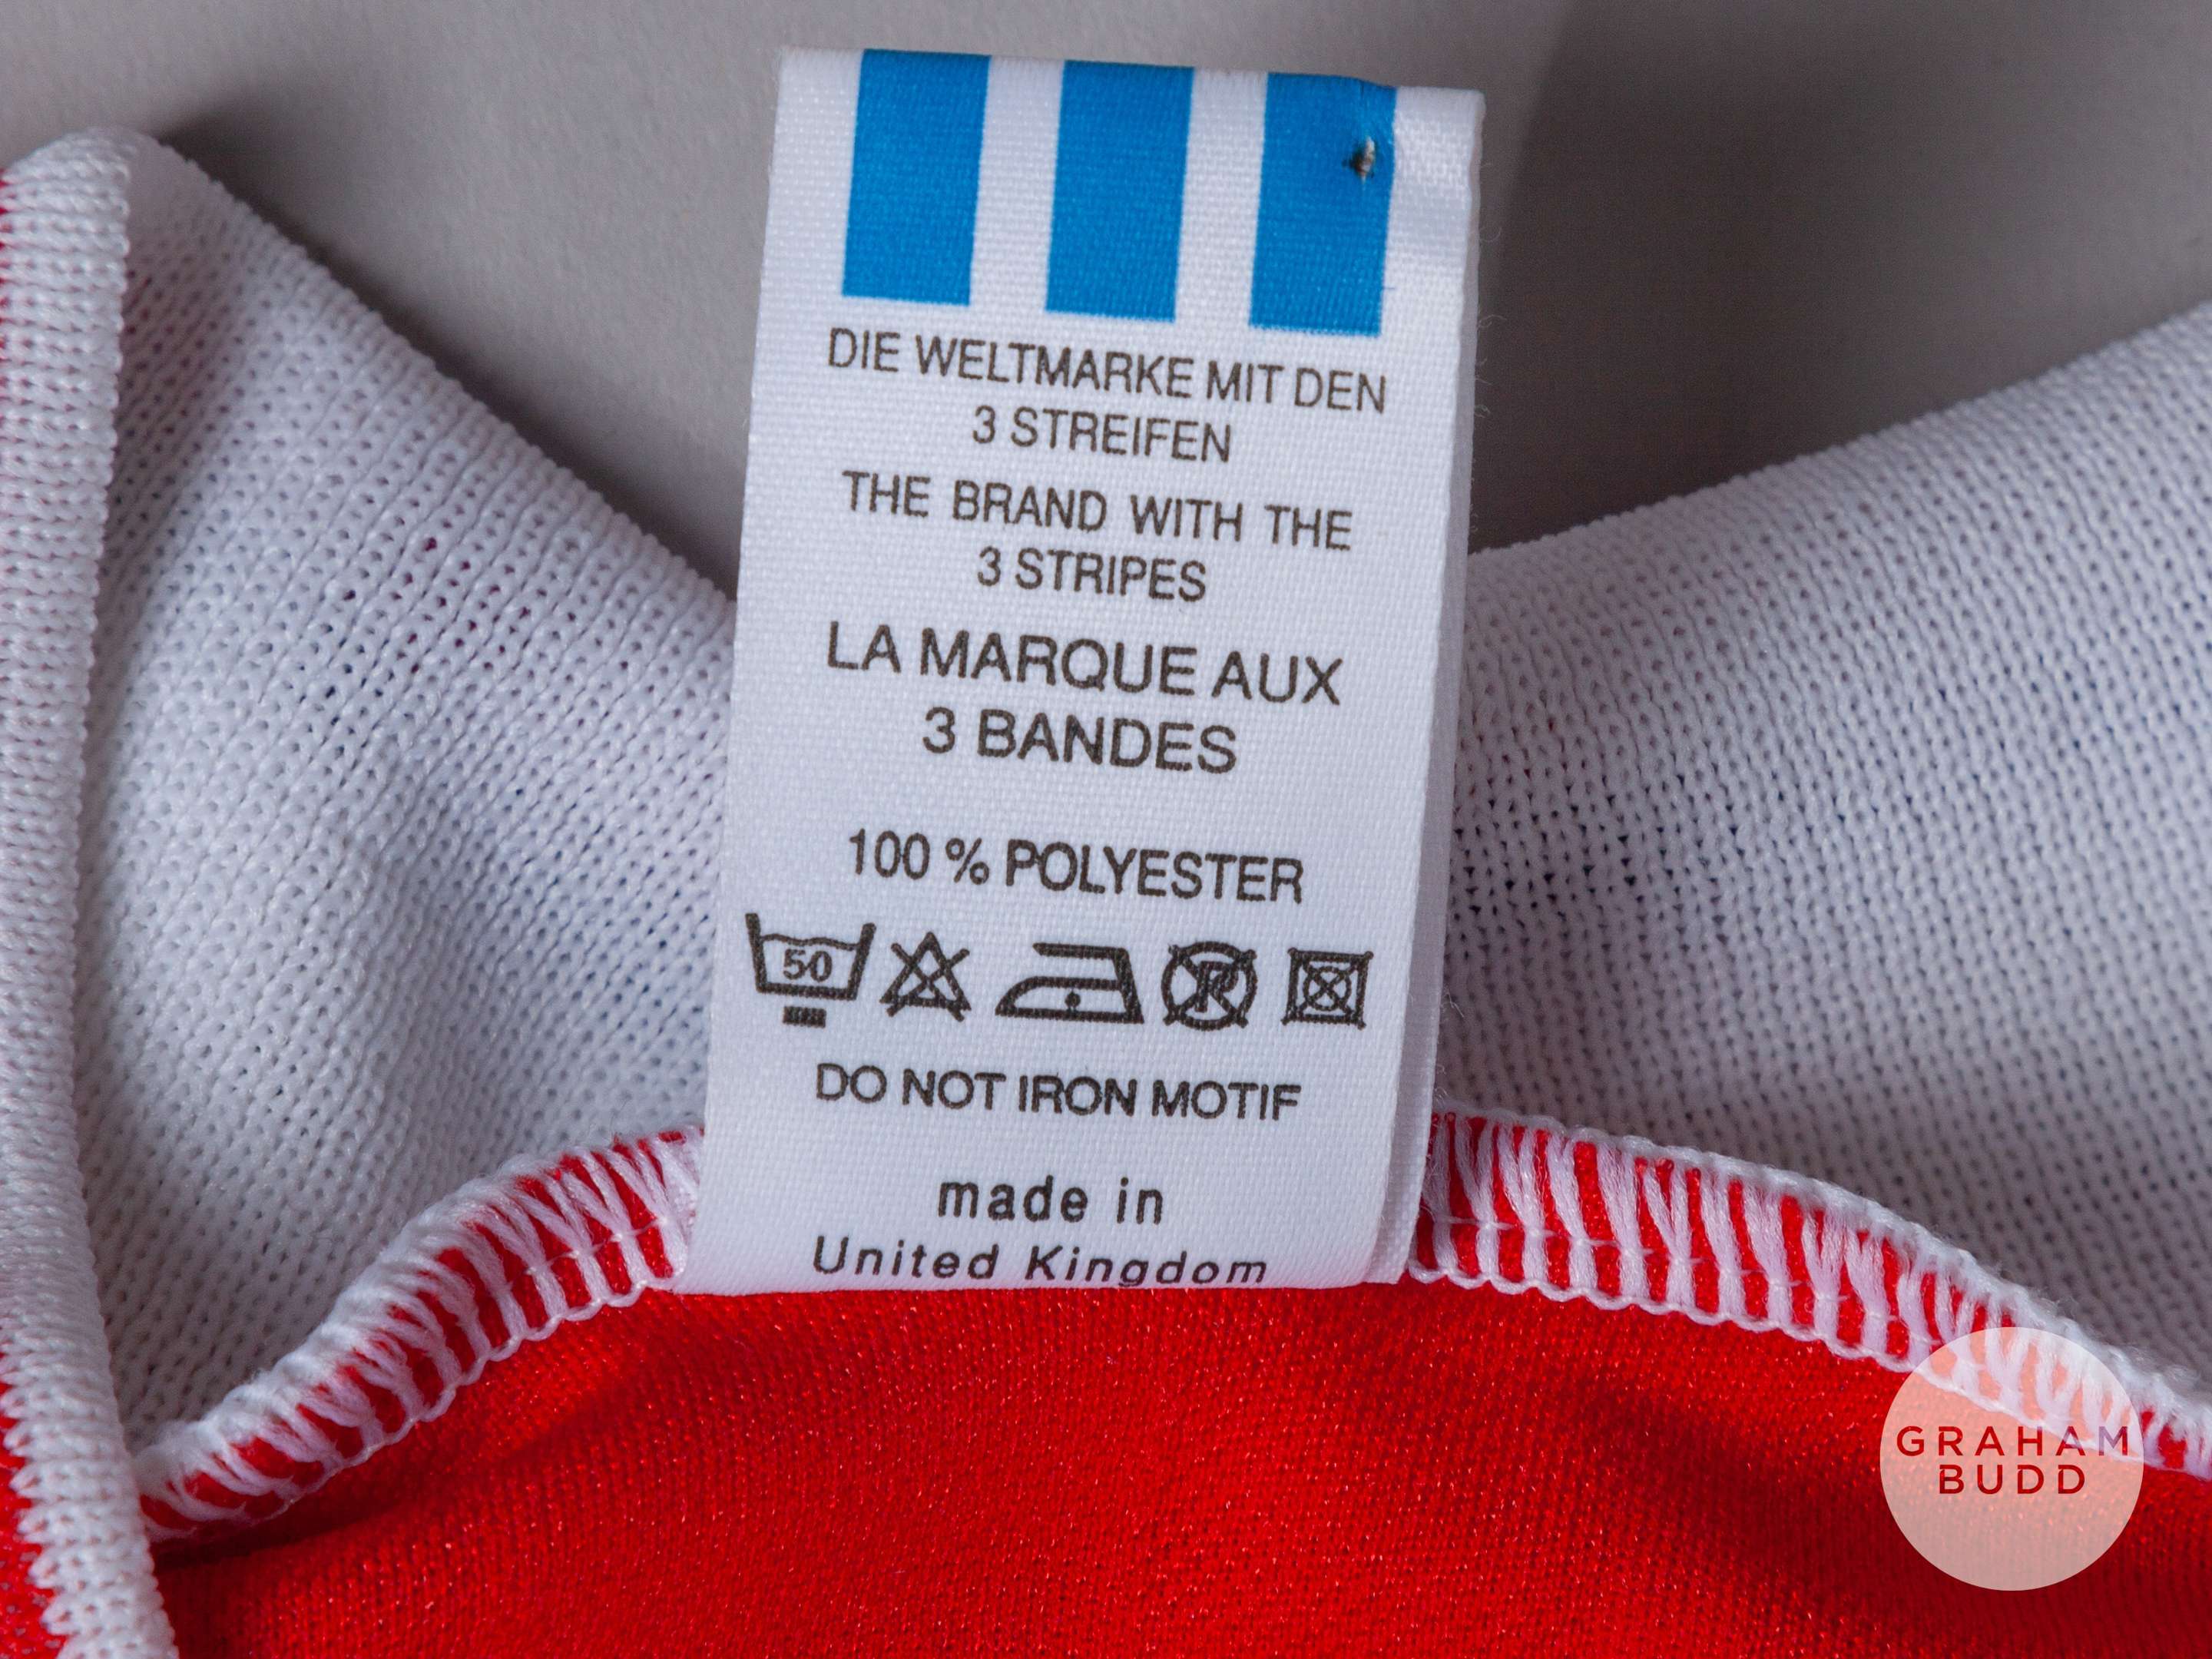 DIE WELTMARKE MIT DEN
3 STREIFEN
THE BRAND WITH THE
3 STRIPES
LA MARQUE AUX
3 BANDES
100 % POLYESTER
50
R
DO NOT IRON MOTIF
made in
United Kingdom
GRAHAM
BUDD